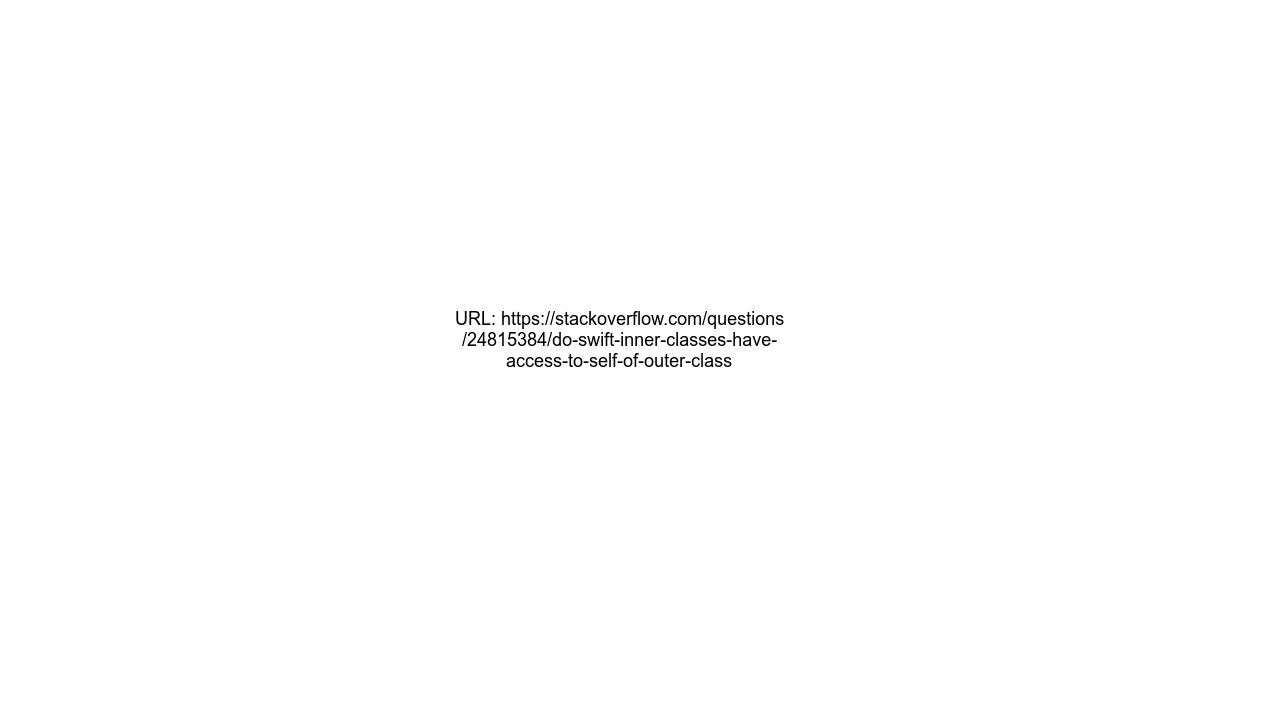 URL: https://stackoverflow.com/questions
/24815384/do-swift-inner-classes-have-
access-to-self-of-outer-class